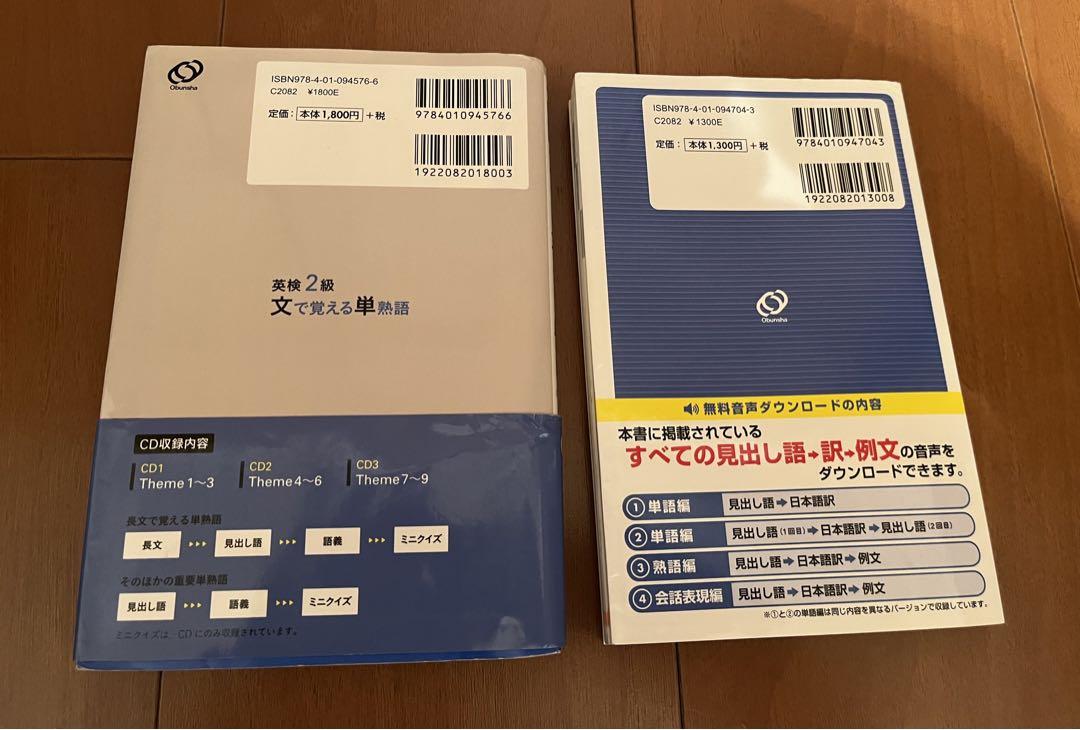 Obunsha
ISBN978-4-01-094576-6
C2082 ¥1800E
定価：本体1,800円＋税
9784010945766
1922082018003
英検2級
文で覚える単熟語
CD収録内容
CD1
Theme 1〜3
CD2
Theme 4〜6
CD3
Theme 7〜9
長文で覚える単熟語
長文 ▸▸▸ 見出し語 ▸▸▸ 語義 ▸▸▸ ミニクイズ
そのほかの重要単熟語
見出し語 ▸▸▸ 語義 ▸▸▸ ミニクイズ
ミニクイズは CDにのみ収録されています。
ISBN978-4-01-094704-3
C2082 ¥1300E
定価：本体1,300円＋税
9784010947043
1922082013008
Obunsha
無料音声ダウンロードの内容
本書に掲載されている
すべての見出し語➡訳➡例文の音声を
ダウンロードできます。
① 単語編 見出し語➡日本語訳
② 単語編 見出し語(1回目)➡日本語訳➡見出し語(2回目)
③ 熟語編 見出し語➡日本語訳➡例文
④ 会話表現編 見出し語➡日本語訳➡例文
※①と②の単語編は同じ内容を異なるバージョンで収録しています。